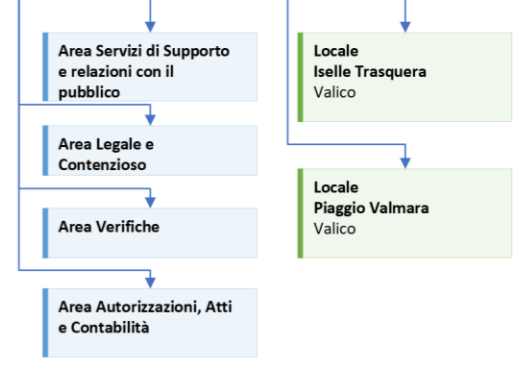 Area Servizi di Supporto
e relazioni con il
pubblico
Area Legale e
Contenzioso
Area Verifiche
Area Autorizzazioni, Atti
e Contabilità
Locale
Iselle Trasquera
Valico
Locale
Piaggio Valmara
Valico